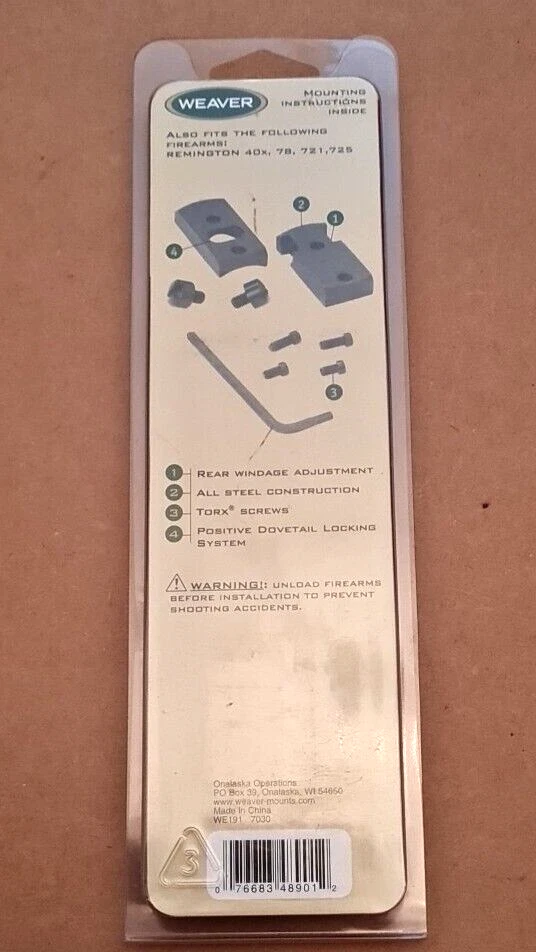 WEAVER
MOUNTING
INSTRUCTIONS
INSIDE
ALSO FITS THE FOLLOWING
FIREARMS:
REMINGTON 40X, 78, 721,725
2
1
4
3
1 REAR WINDAGE ADJUSTMENT
2 ALL STEEL CONSTRUCTION
3 TORX® SCREWS
4 POSITIVE DOVETAIL LOCKING
SYSTEM
WARNING!: UNLOAD FIREARMS
BEFORE INSTALLATION TO PREVENT
SHOOTING ACCIDENTS.
Onalaska Operations
PO Box 39, Onalaska, WI 54650
www.weaver-mounts.com
Made In China
WE191 7030
3
0 76683 48901 2